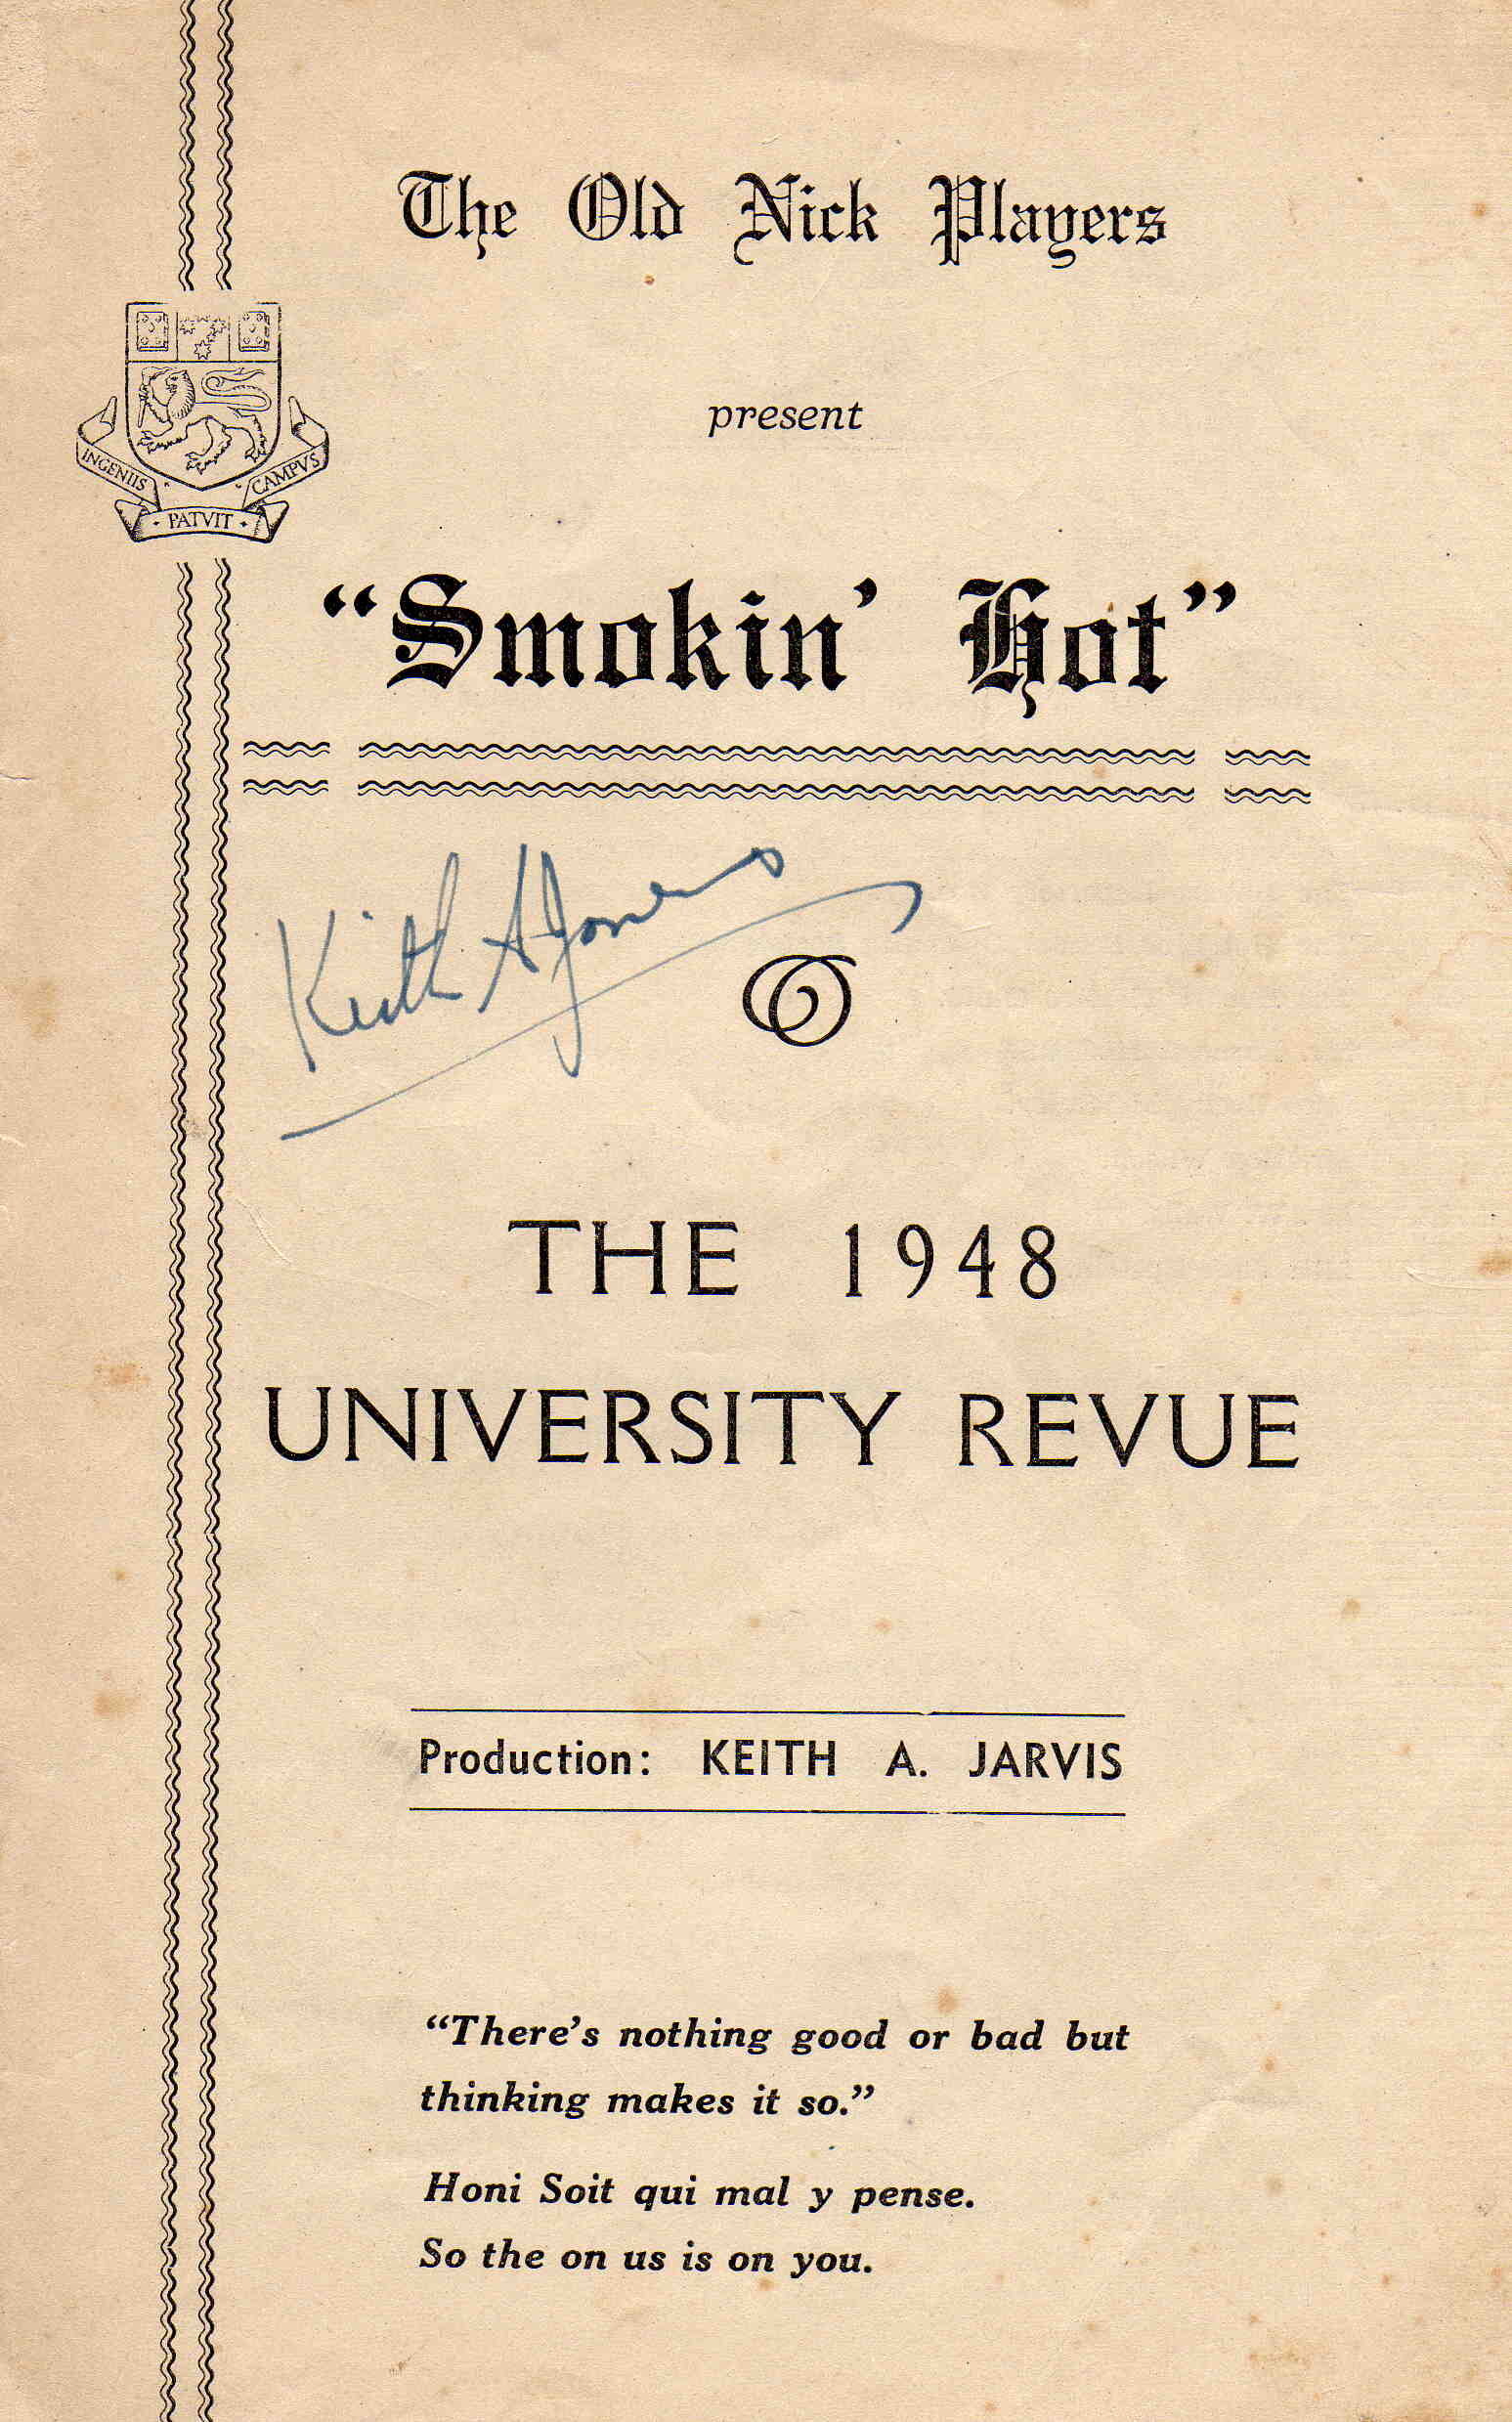 The Old Nick Players
INGENIIS PATVIT CAMPVS
present
“Smokin’ Hot”
Keith A
THE 1948
UNIVERSITY REVUE
Production: KEITH A. JARVIS
“There’s nothing good or bad but
thinking makes it so.”
Honi Soit qui mal y pense.
So the on us is on you.